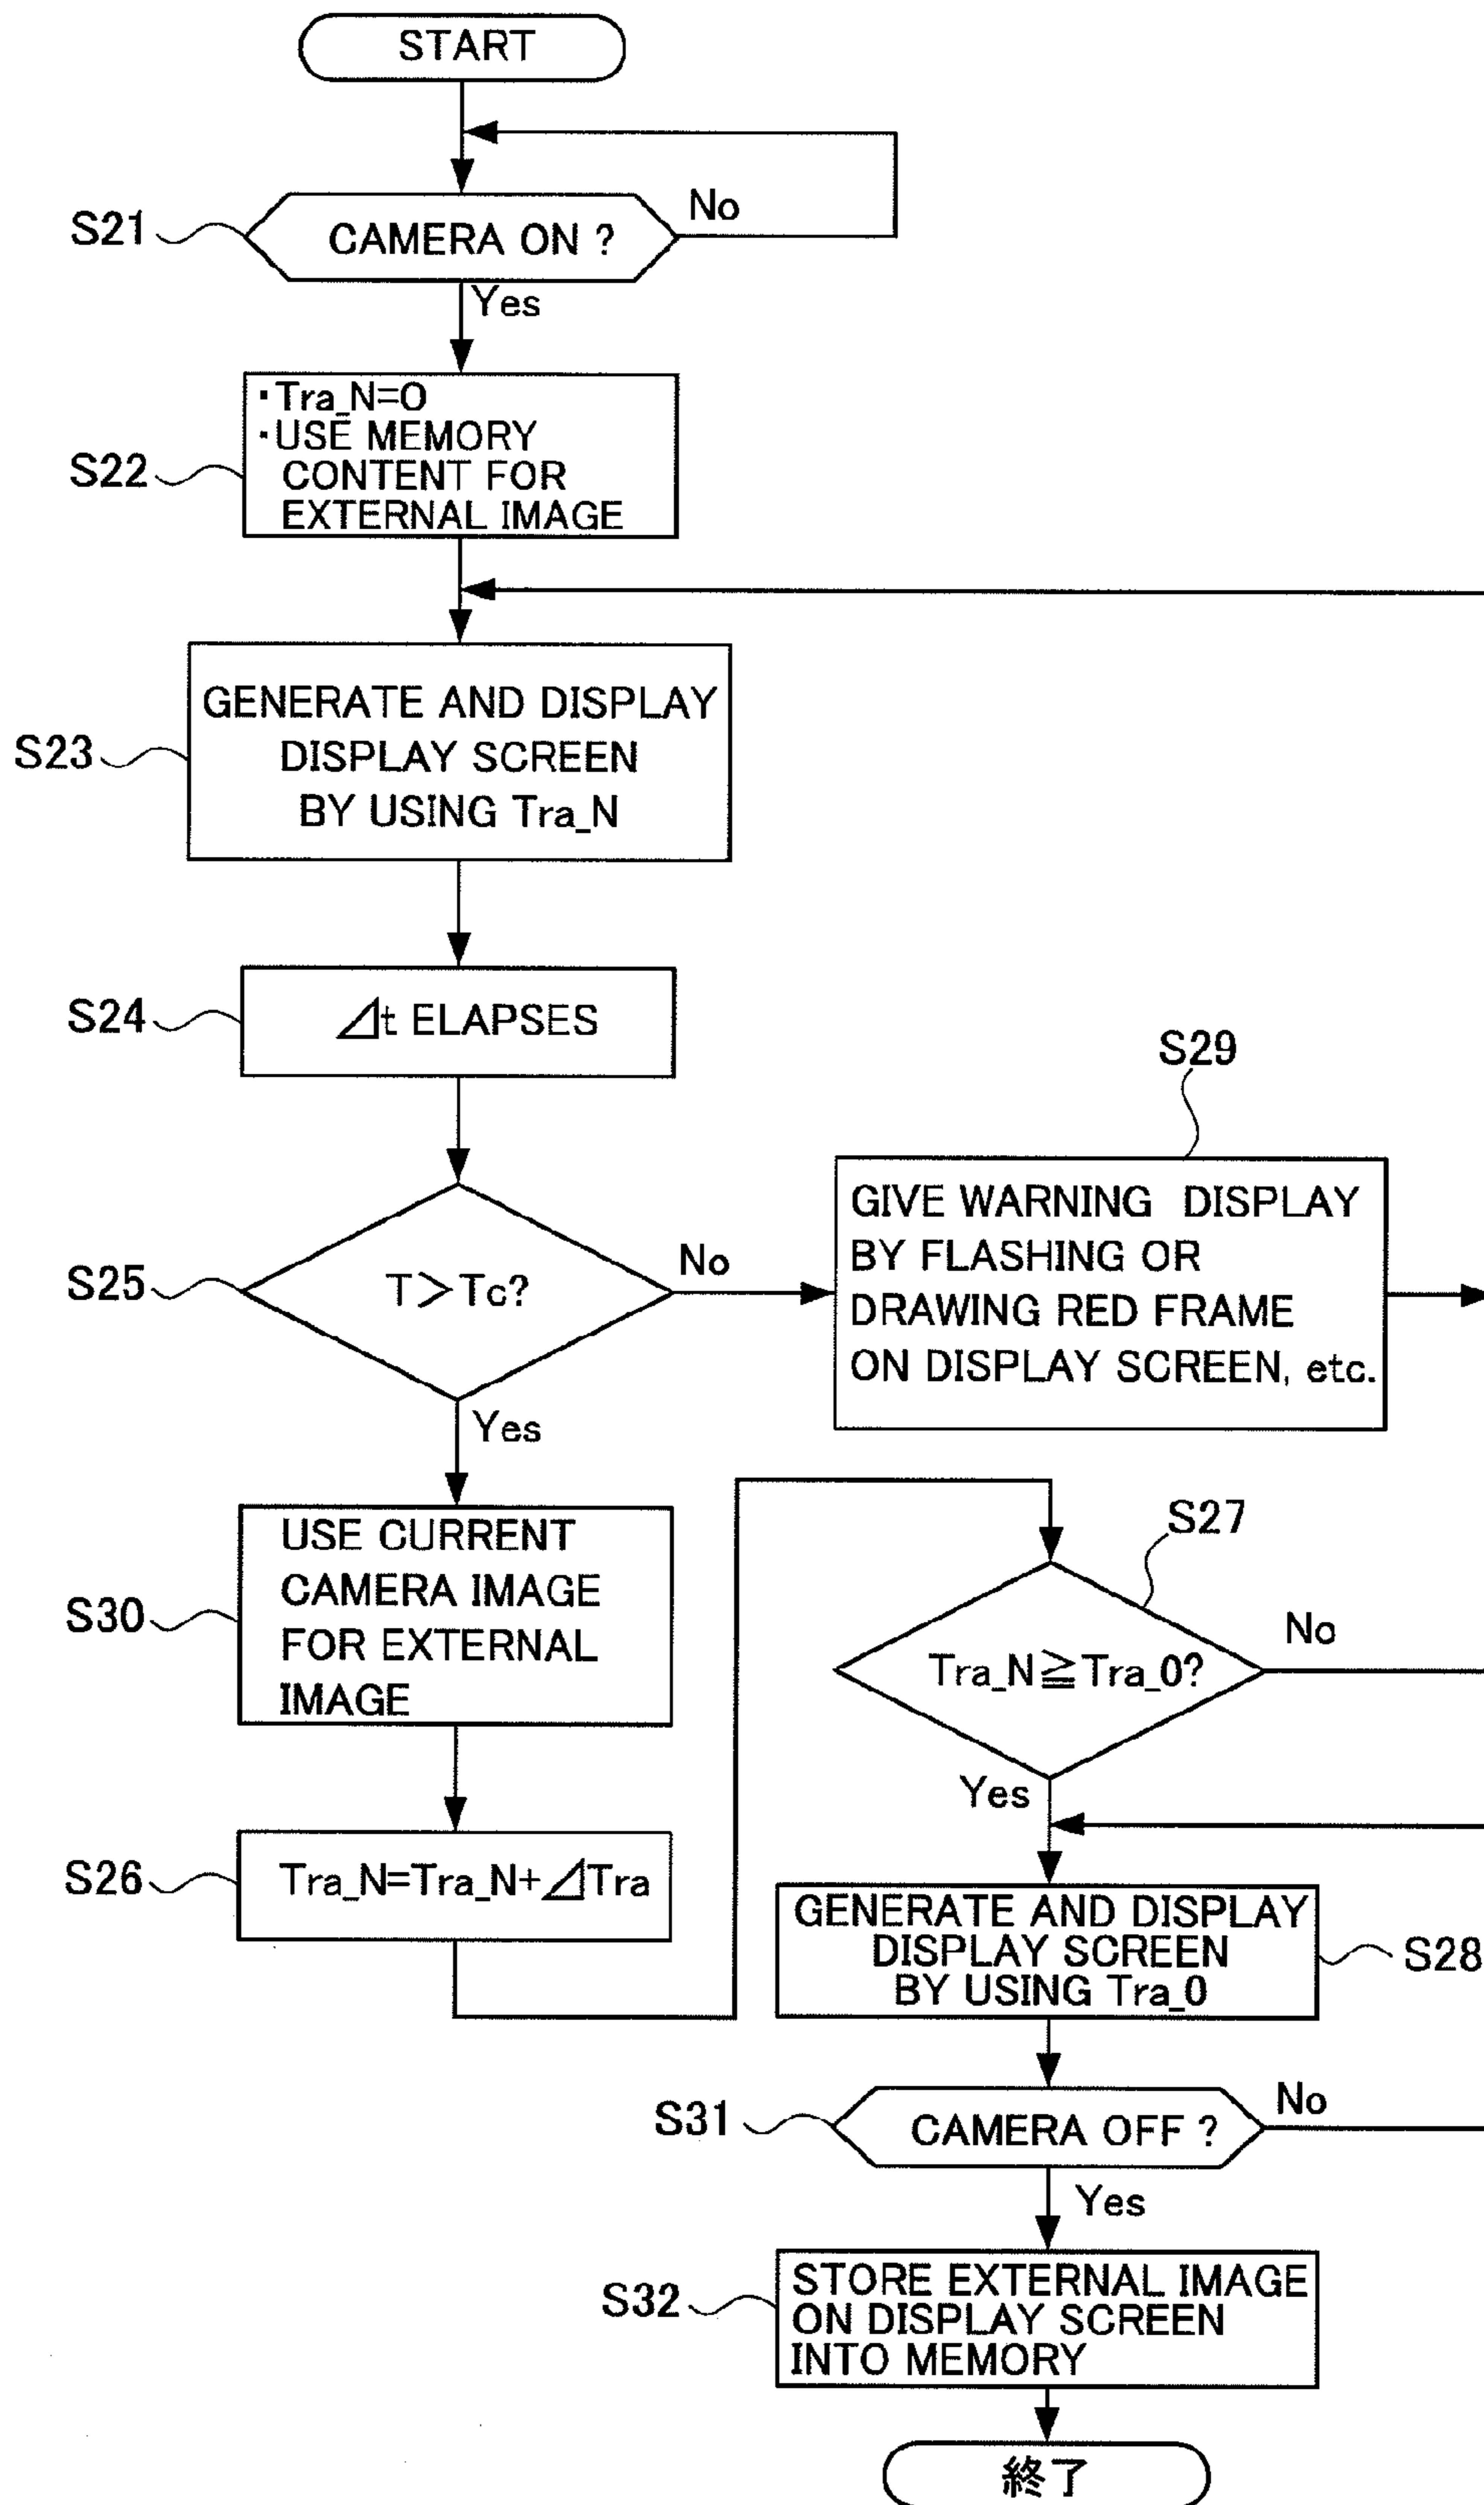 START
S21
CAMERA ON ?
No
Yes
S22
・Tra_N=0
・USE MEMORY
CONTENT FOR
EXTERNAL IMAGE
S23
GENERATE AND DISPLAY
DISPLAY SCREEN
BY USING Tra_N
S24
⊿t ELAPSES
S25
T>Tc?
No
Yes
S29
GIVE WARNING DISPLAY
BY FLASHING OR
DRAWING RED FRAME
ON DISPLAY SCREEN, etc.
S30
USE CURRENT
CAMERA IMAGE
FOR EXTERNAL
IMAGE
S26
Tra_N=Tra_N+⊿Tra
S27
Tra_N≧Tra_0?
No
Yes
GENERATE AND DISPLAY
DISPLAY SCREEN
BY USING Tra_0
S28
S31
CAMERA OFF ?
No
Yes
S32
STORE EXTERNAL IMAGE
ON DISPLAY SCREEN
INTO MEMORY
終了